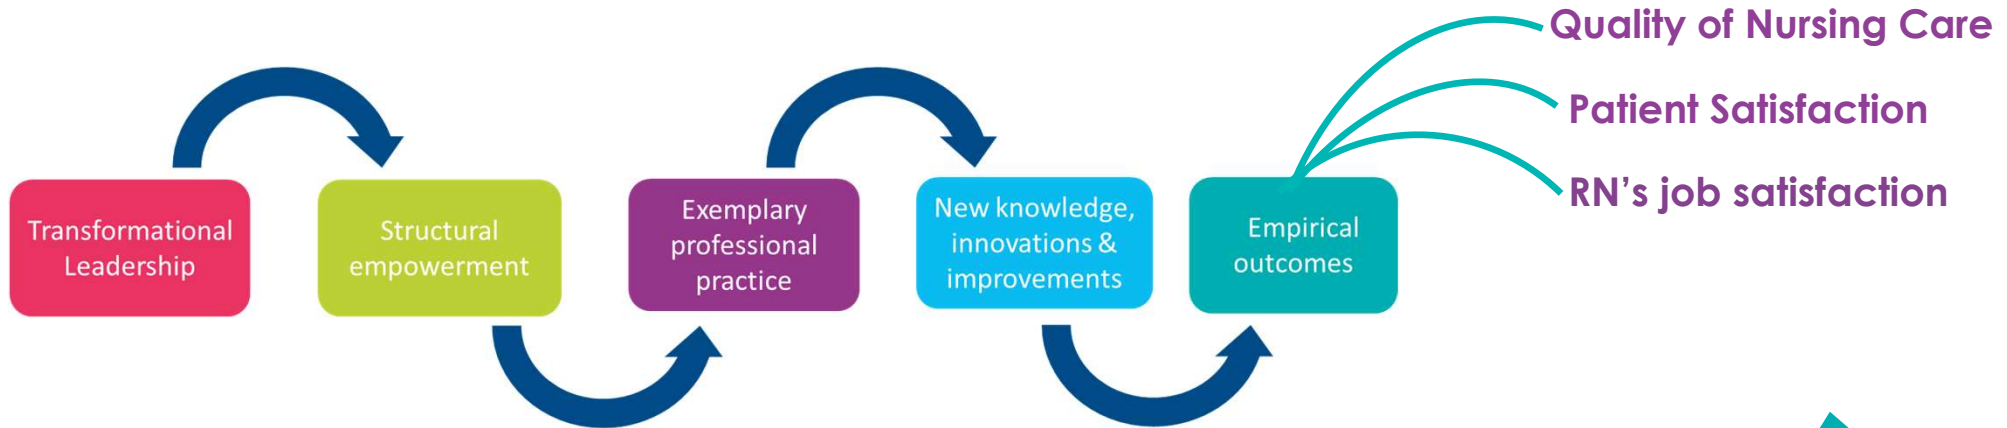 Quality of Nursing Care
Patient Satisfaction
RN’s job satisfaction
Transformational
Leadership
Structural
empowerment
Exemplary
professional
practice
New knowledge,
innovations &
improvements
Empirical
outcomes